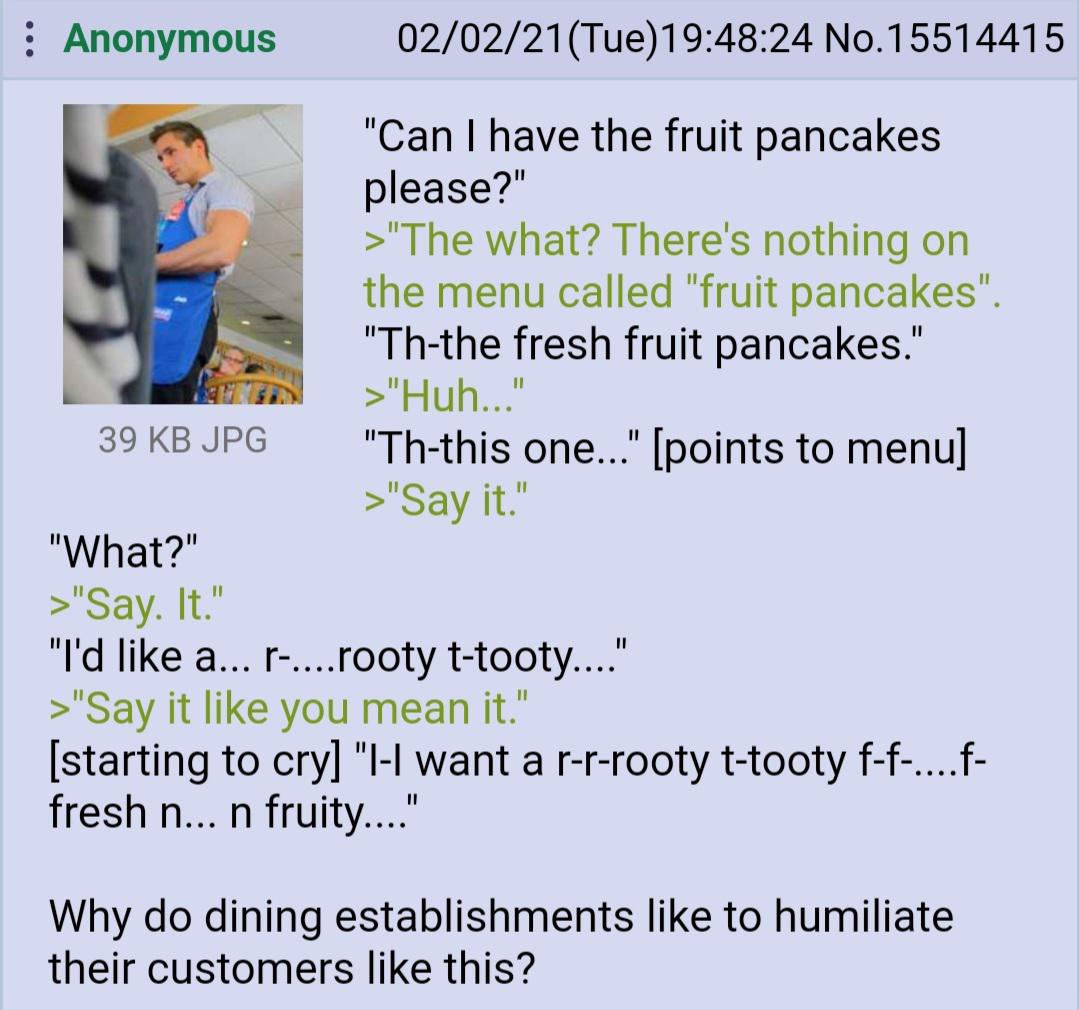 Anonymous 02/02/21(Tue)19:48:24 No.15514415
"Can I have the fruit pancakes
please?"
>"The what? There's nothing on
the menu called "fruit pancakes".
"Th-the fresh fruit pancakes."
>"Huh..."
"Th-this one..." [points to menu]
>"Say it."
39 KB JPG
"What?"
>"Say. It."
"I'd like a... r-....rooty t-tooty...."
>"Say it like you mean it."
[starting to cry] "I-I want a r-r-rooty t-tooty f-f-....f-
fresh n... n fruity...."
Why do dining establishments like to humiliate
their customers like this?